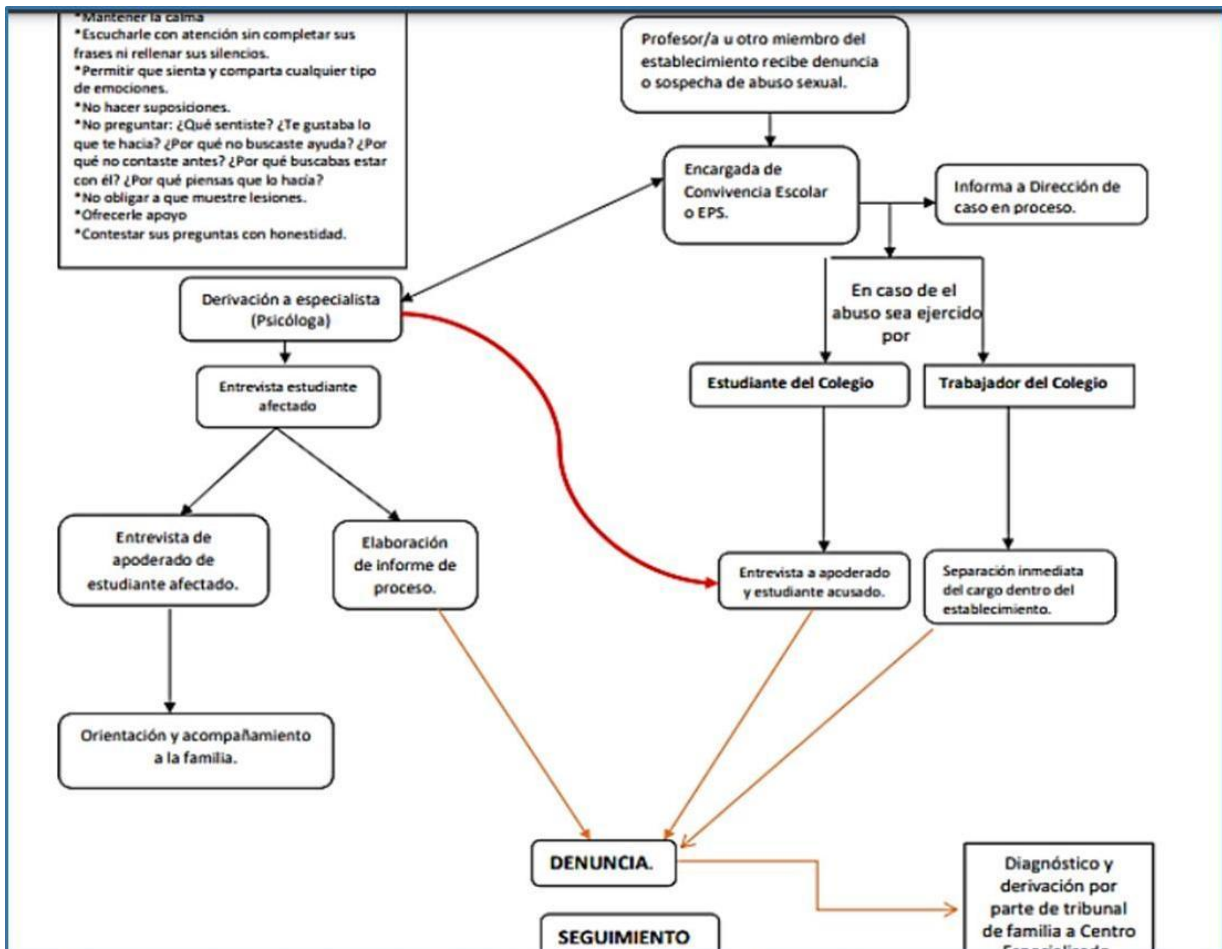 *Mantener la calma
*Escucharle con atención sin completar sus
frases ni rellenar sus silencios.
*Permitir que sienta y comparta cualquier tipo
de emociones.
*No hacer suposiciones.
*No preguntar: ¿Qué sentiste? ¿Te gustaba lo
que te hacia? ¿Por qué no buscaste ayuda? ¿Por
qué no contaste antes? ¿Por qué buscabas estar
con él? ¿Por qué piensas que lo hacía?
*No obligar a que muestre lesiones.
*Ofrecerle apoyo
*Contestar sus preguntas con honestidad.
Profesor/a u otro miembro del
establecimiento recibe denuncia
o sospecha de abuso sexual.
Encargada de
Convivencia Escolar
o EPS.
Informa a Dirección de
caso en proceso.
Derivación a especialista
(Psicóloga)
En caso de el
abuso sea ejercido
por
Entrevista estudiante
afectado
Estudiante del Colegio
Trabajador del Colegio
Entrevista de
apoderado de
estudiante afectado.
Elaboración
de informe de
proceso.
Entrevista a apoderado
y estudiante acusado.
Separación inmediata
del cargo dentro del
establecimiento.
Orientación y acompañamiento
a la familia.
DENUNCIA.
Diagnóstico y
derivación por
parte de tribunal
de familia a Centro
Especializado
SEGUIMIENTO